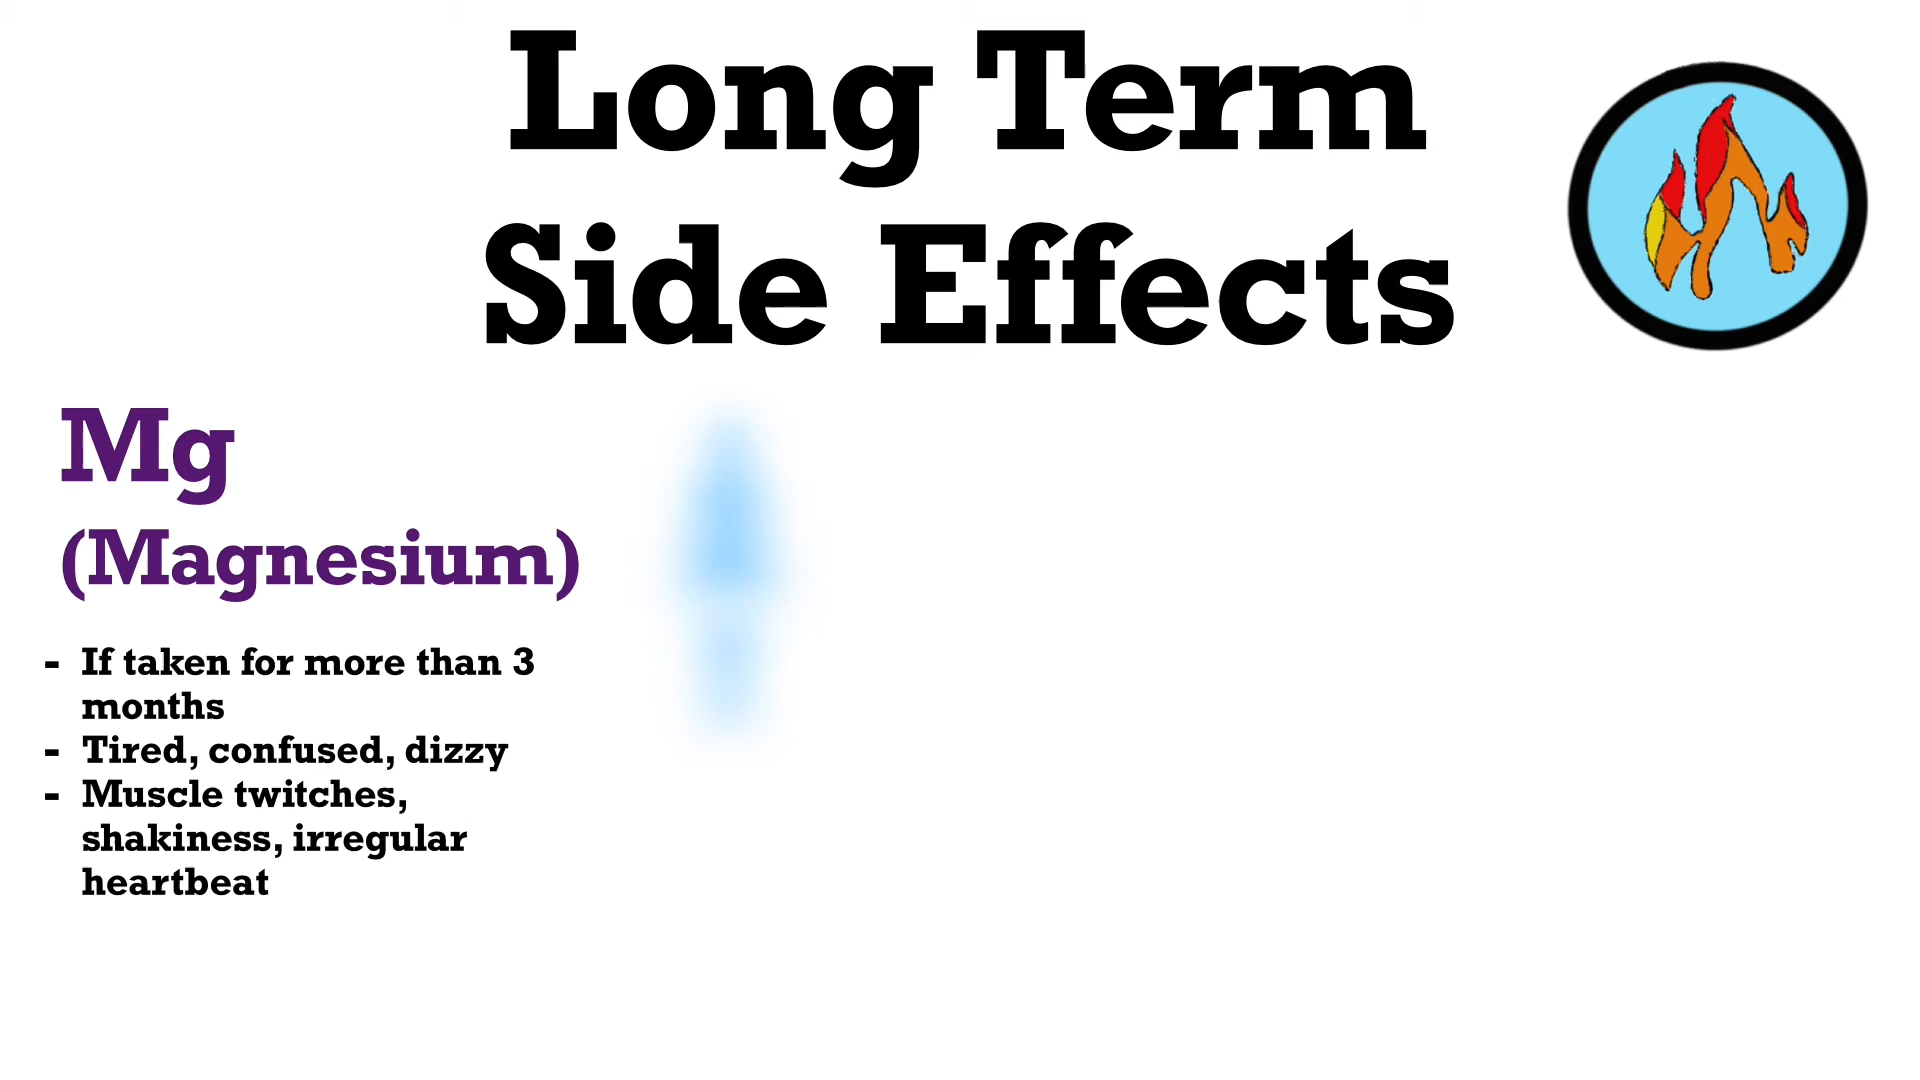 Long Term
Side Effects
Mg
(Magnesium)
- If taken for more than 3
months
- Tired, confused, dizzy
- Muscle twitches,
shakiness, irregular
heartbeat